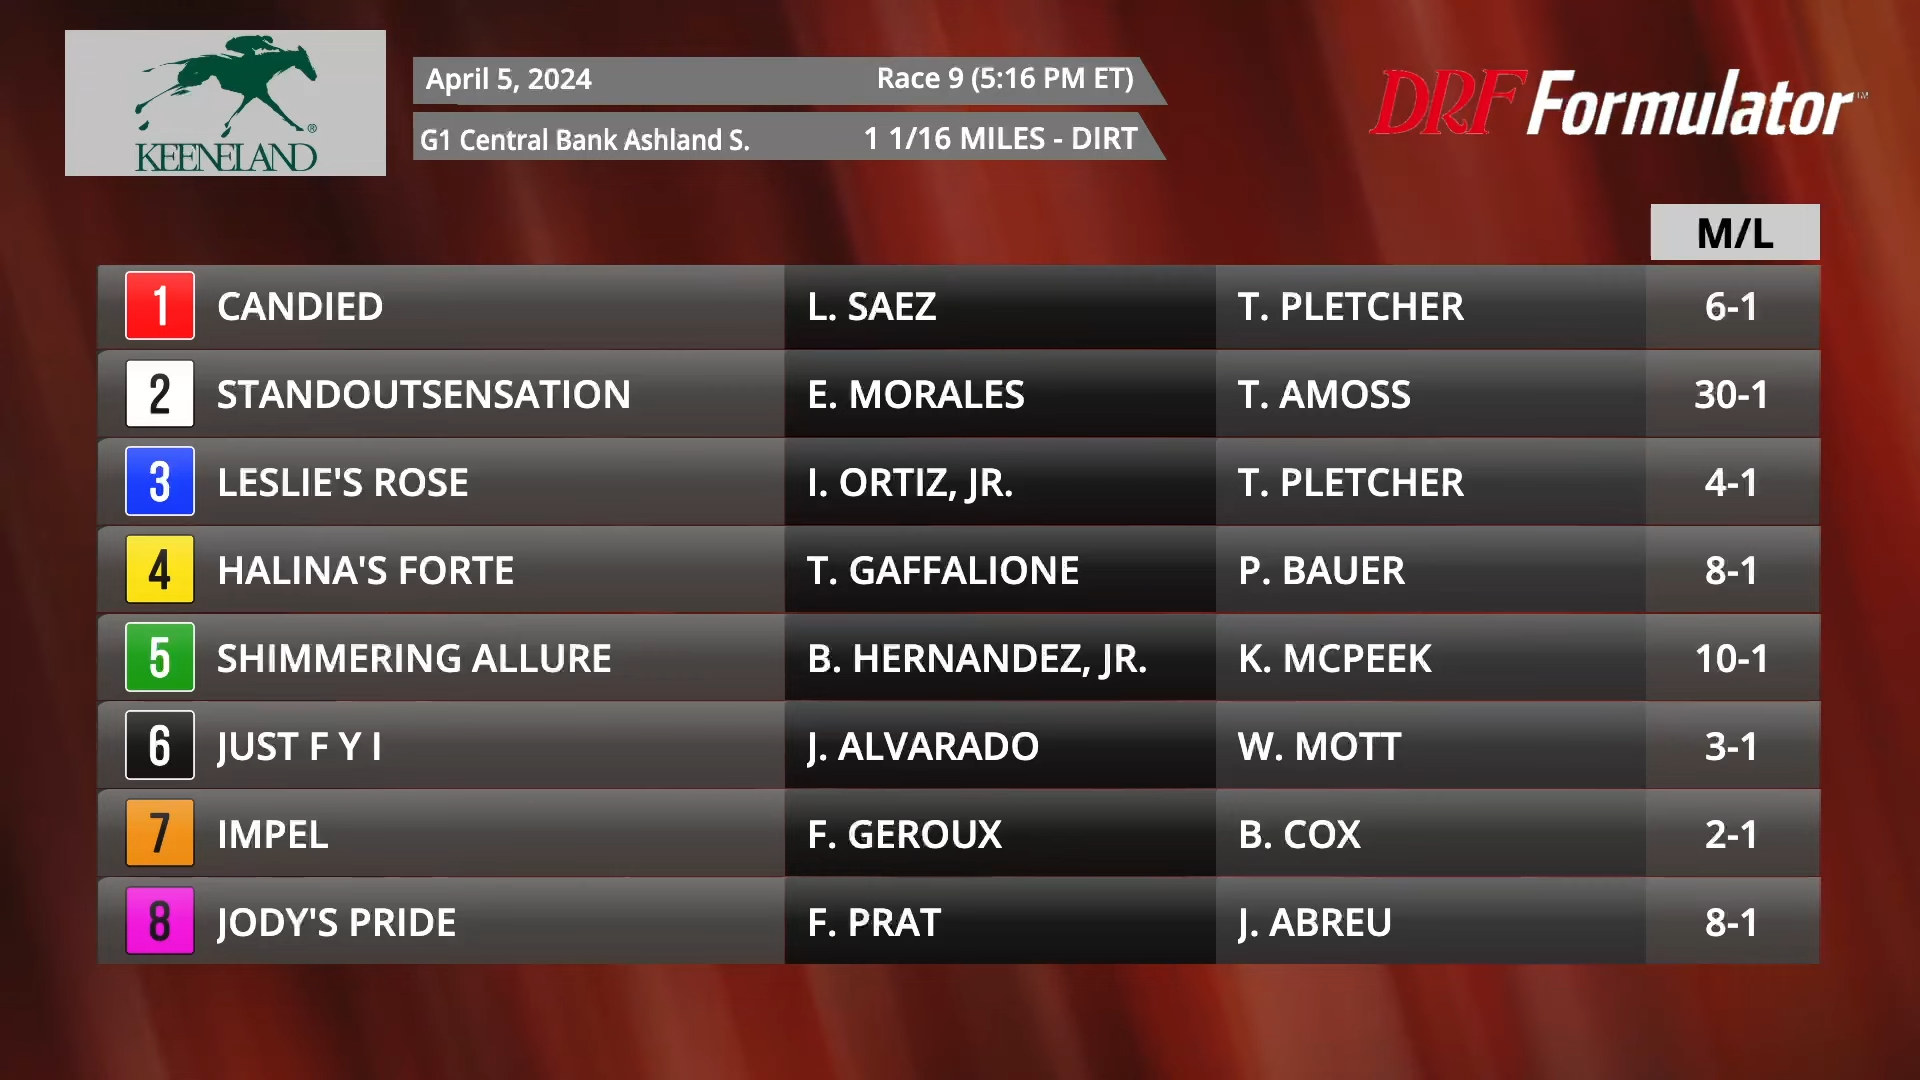 KEENELAND®
April 5, 2024 Race 9 (5:16 PM ET)
G1 Central Bank Ashland S. 1 1/16 MILES - DIRT
DRF Formulator™
M/L
1 CANDIED L. SAEZ T. PLETCHER 6-1
2 STANDOUTSENSATION E. MORALES T. AMOSS 30-1
3 LESLIE'S ROSE I. ORTIZ, JR. T. PLETCHER 4-1
4 HALINA'S FORTE T. GAFFALIONE P. BAUER 8-1
5 SHIMMERING ALLURE B. HERNANDEZ, JR. K. MCPEEK 10-1
6 JUST F Y I J. ALVARADO W. MOTT 3-1
7 IMPEL F. GEROUX B. COX 2-1
8 JODY'S PRIDE F. PRAT J. ABREU 8-1